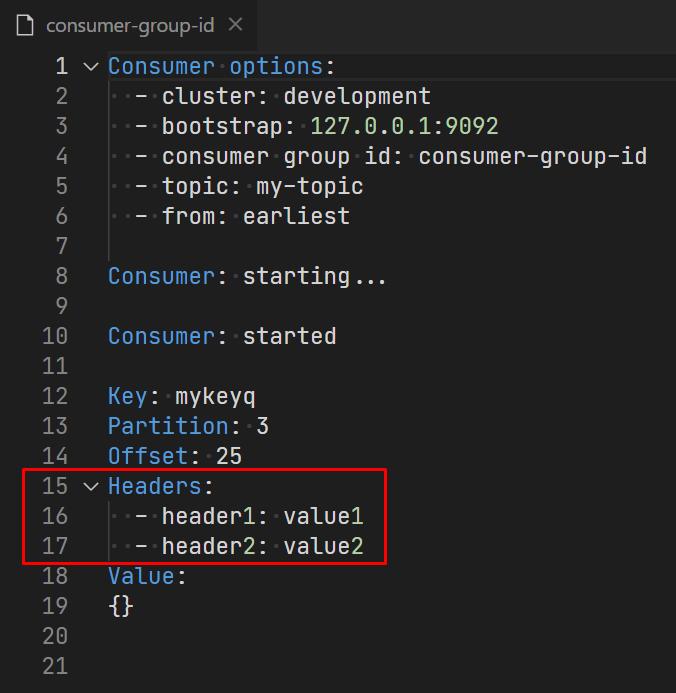 consumer-group-id
1 Consumer options:
2 - cluster: development
3 - bootstrap: 127.0.0.1:9092
4 - consumer group id: consumer-group-id
5 - topic: my-topic
6 - from: earliest
7
8 Consumer: starting...
9
10 Consumer: started
11
12 Key: mykeyq
13 Partition: 3
14 Offset: 25
15 Headers:
16 - header1: value1
17 - header2: value2
18 Value:
19 {}
20
21